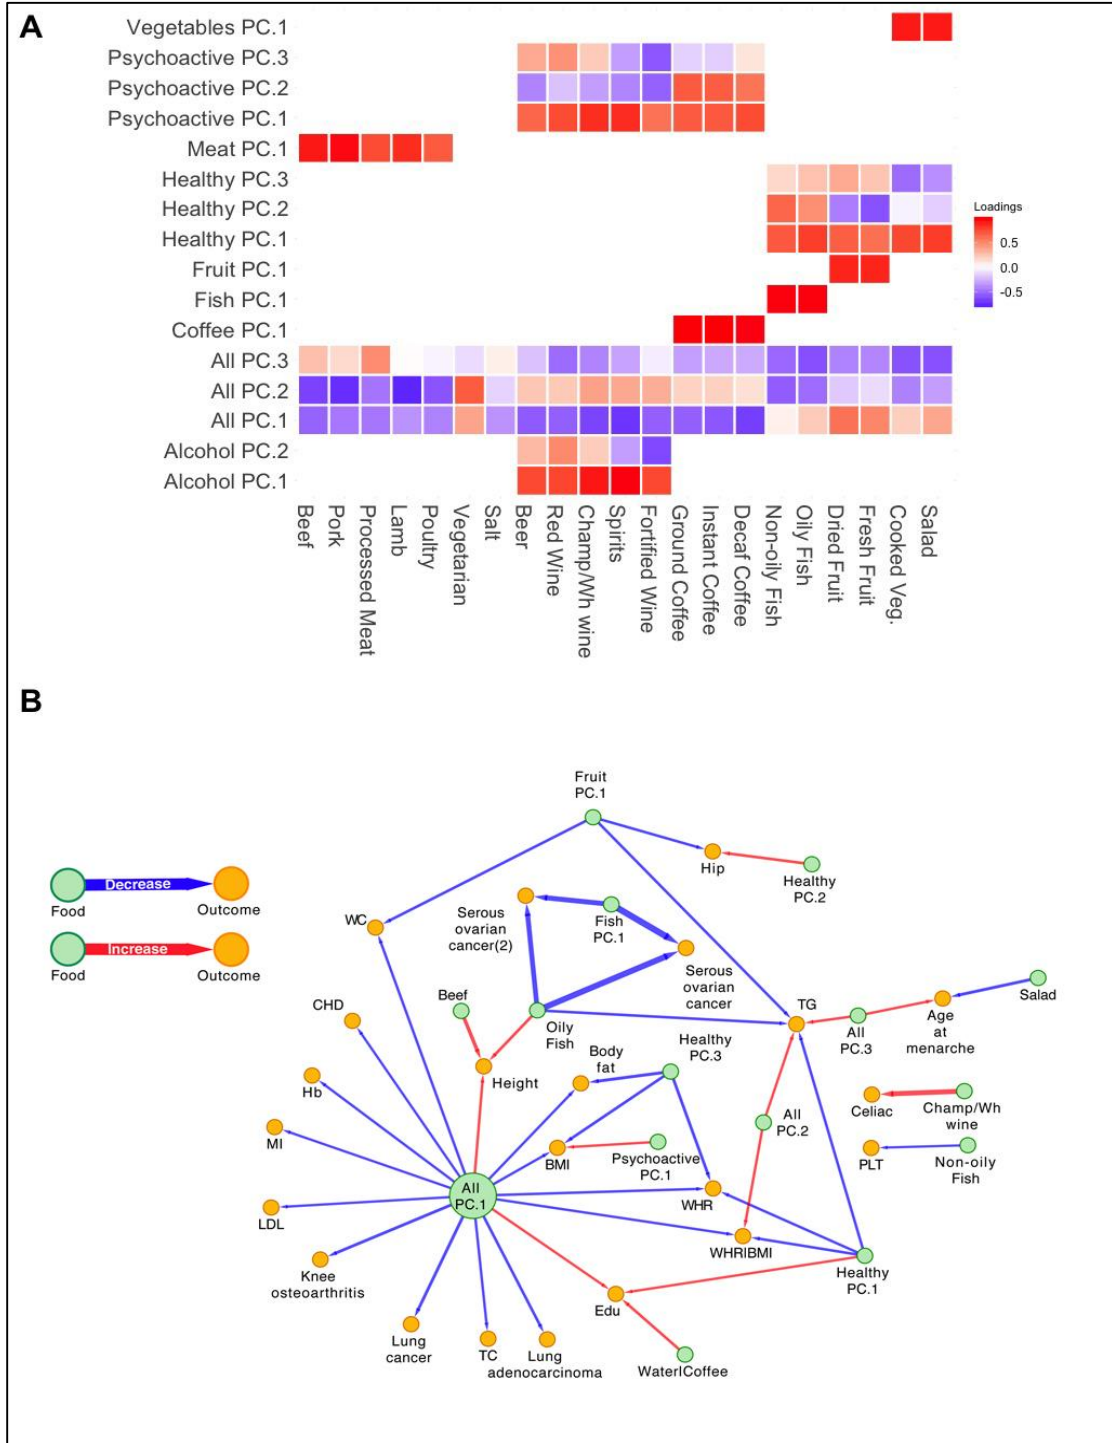 A
Vegetables PC.1
Psychoactive PC.3
Psychoactive PC.2
Psychoactive PC.1
Meat PC.1
Healthy PC.3
Healthy PC.2
Healthy PC.1
Fruit PC.1
Fish PC.1
Coffee PC.1
All PC.3
All PC.2
All PC.1
Alcohol PC.2
Alcohol PC.1
Loadings
0.5
0.0
-0.5
Beef
Pork
Processed Meat
Lamb
Poultry
Vegetarian
Salt
Beer
Red Wine
Champ/Wh wine
Spirits
Fortified Wine
Ground Coffee
Instant Coffee
Decaf Coffee
Non-oily Fish
Oily Fish
Dried Fruit
Fresh Fruit
Cooked Veg.
Salad
B
Decrease
Food
Outcome
Increase
Food
Outcome
Fruit
PC.1
Hip
Healthy
PC.2
WC
Serous
ovarian
cancer(2)
Fish
PC.1
Serous
ovarian
cancer
CHD
Beef
Oily
Fish
TG
All
PC.3
Age
at
menarche
Salad
Hb
Height
Body
fat
Healthy
PC.3
Celiac
Champ/Wh
wine
MI
BMI
Psychoactive
PC.1
All
PC.2
PLT
Non-oily
Fish
All
PC.1
WHR
LDL
WHRIBMI
Healthy
PC.1
Knee
osteoarthritis
Edu
Lung
cancer
TC
Lung
adenocarcinoma
WaterICoffee